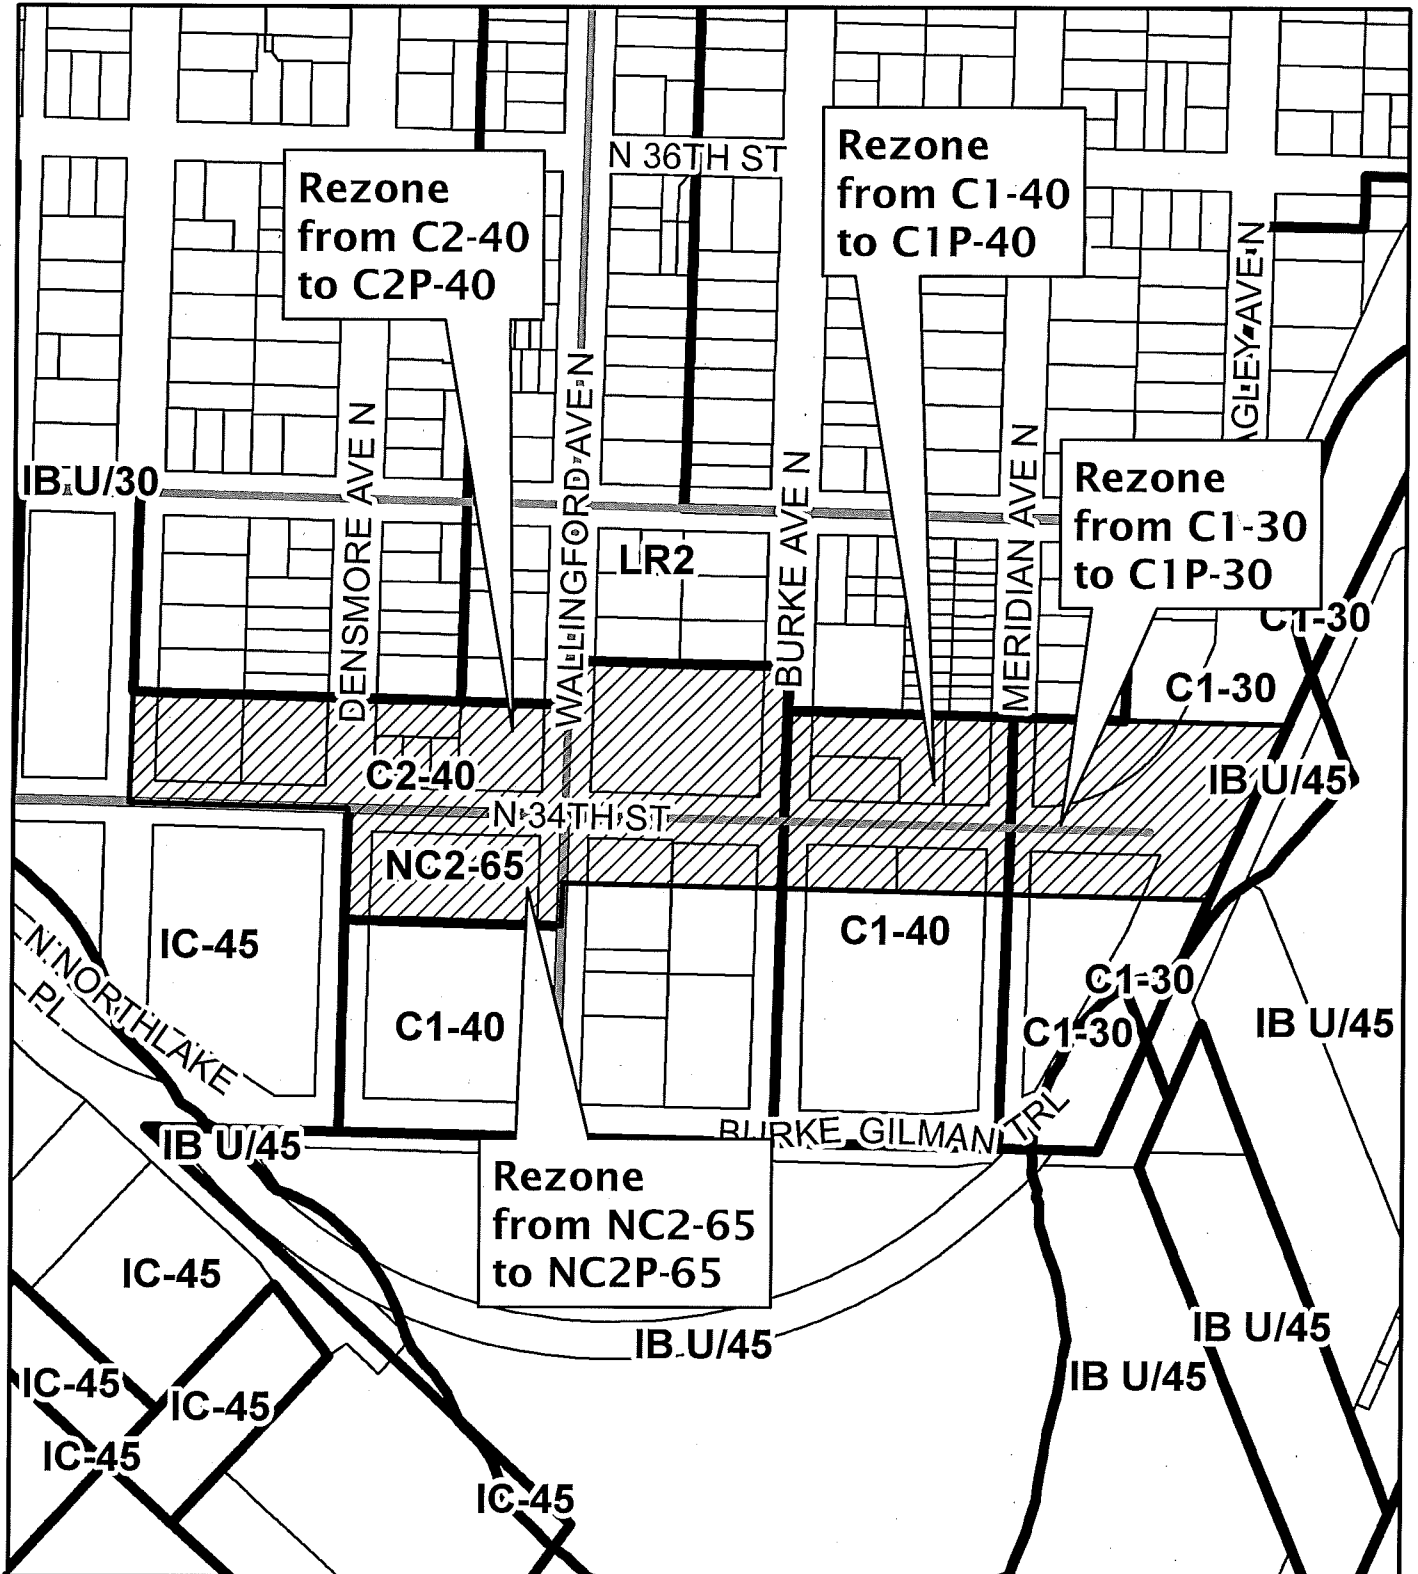 N 36TH ST
Rezone
from C1-40
to C1P-40
Rezone
from C2-40
to C2P-40
AGLEY AVE N
WALLINGFORD AVE N
DENSMORE AVE N
BURKE AVE N
MERIDIAN AVE N
IB U/30
Rezone
from C1-30
to C1P-30
LR2
C1-30
C1-30
C2-40
IB U/45
N 34TH ST
NC2-65
IC-45
C1-40
N NORTHLAKE
PL
C1-30
C1-40
C1-30
IB U/45
BURKE GILMAN TRL
IB U/45
Rezone
from NC2-65
to NC2P-65
IC-45
IB U/45
IB U/45
IB U/45
IC-45
IC-45
IC-45
IC-45